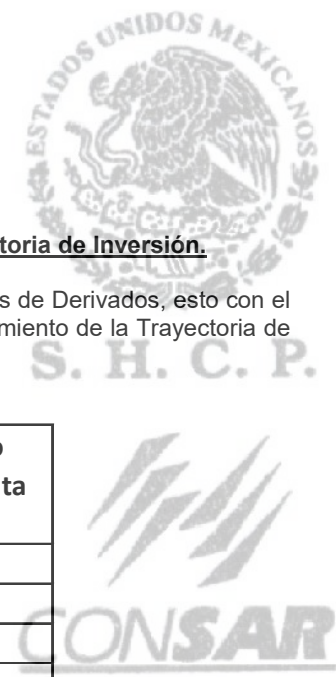 ESTADOS UNIDOS MEXICANOS
toria de Inversión.
s de Derivados, esto con el
miento de la Trayectoria de
S. H. C. P.
o
ta
CONSAR